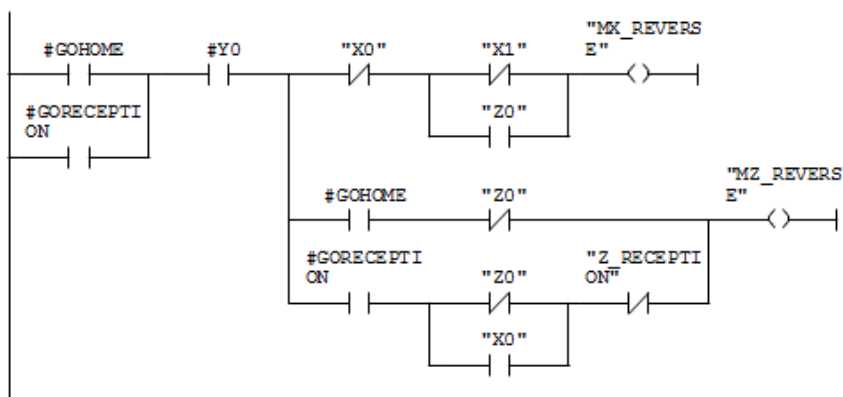 "MX_REVERS
#GOHOME #Y0 "X0" "X1" E"
#GORECEPTI "Z0"
ON
"MZ_REVERS
#GOHOME "Z0" E"
#GORECEPTI "Z_RECEPTI
ON "Z0" ON"
"X0"